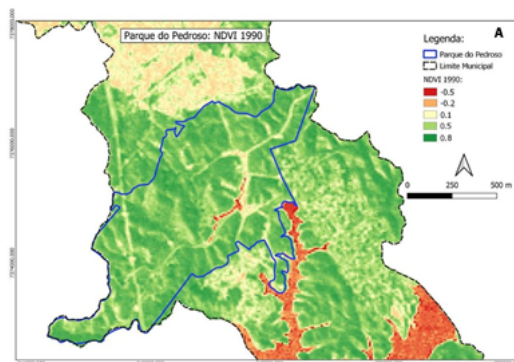 Parque do Pedroso: NDVI 1990
A
Legenda:
Parque do Pedroso
Limite Municipal
NDVI 1990:
-0.5
-0.2
0.1
0.5
0.8
0 250 500 m